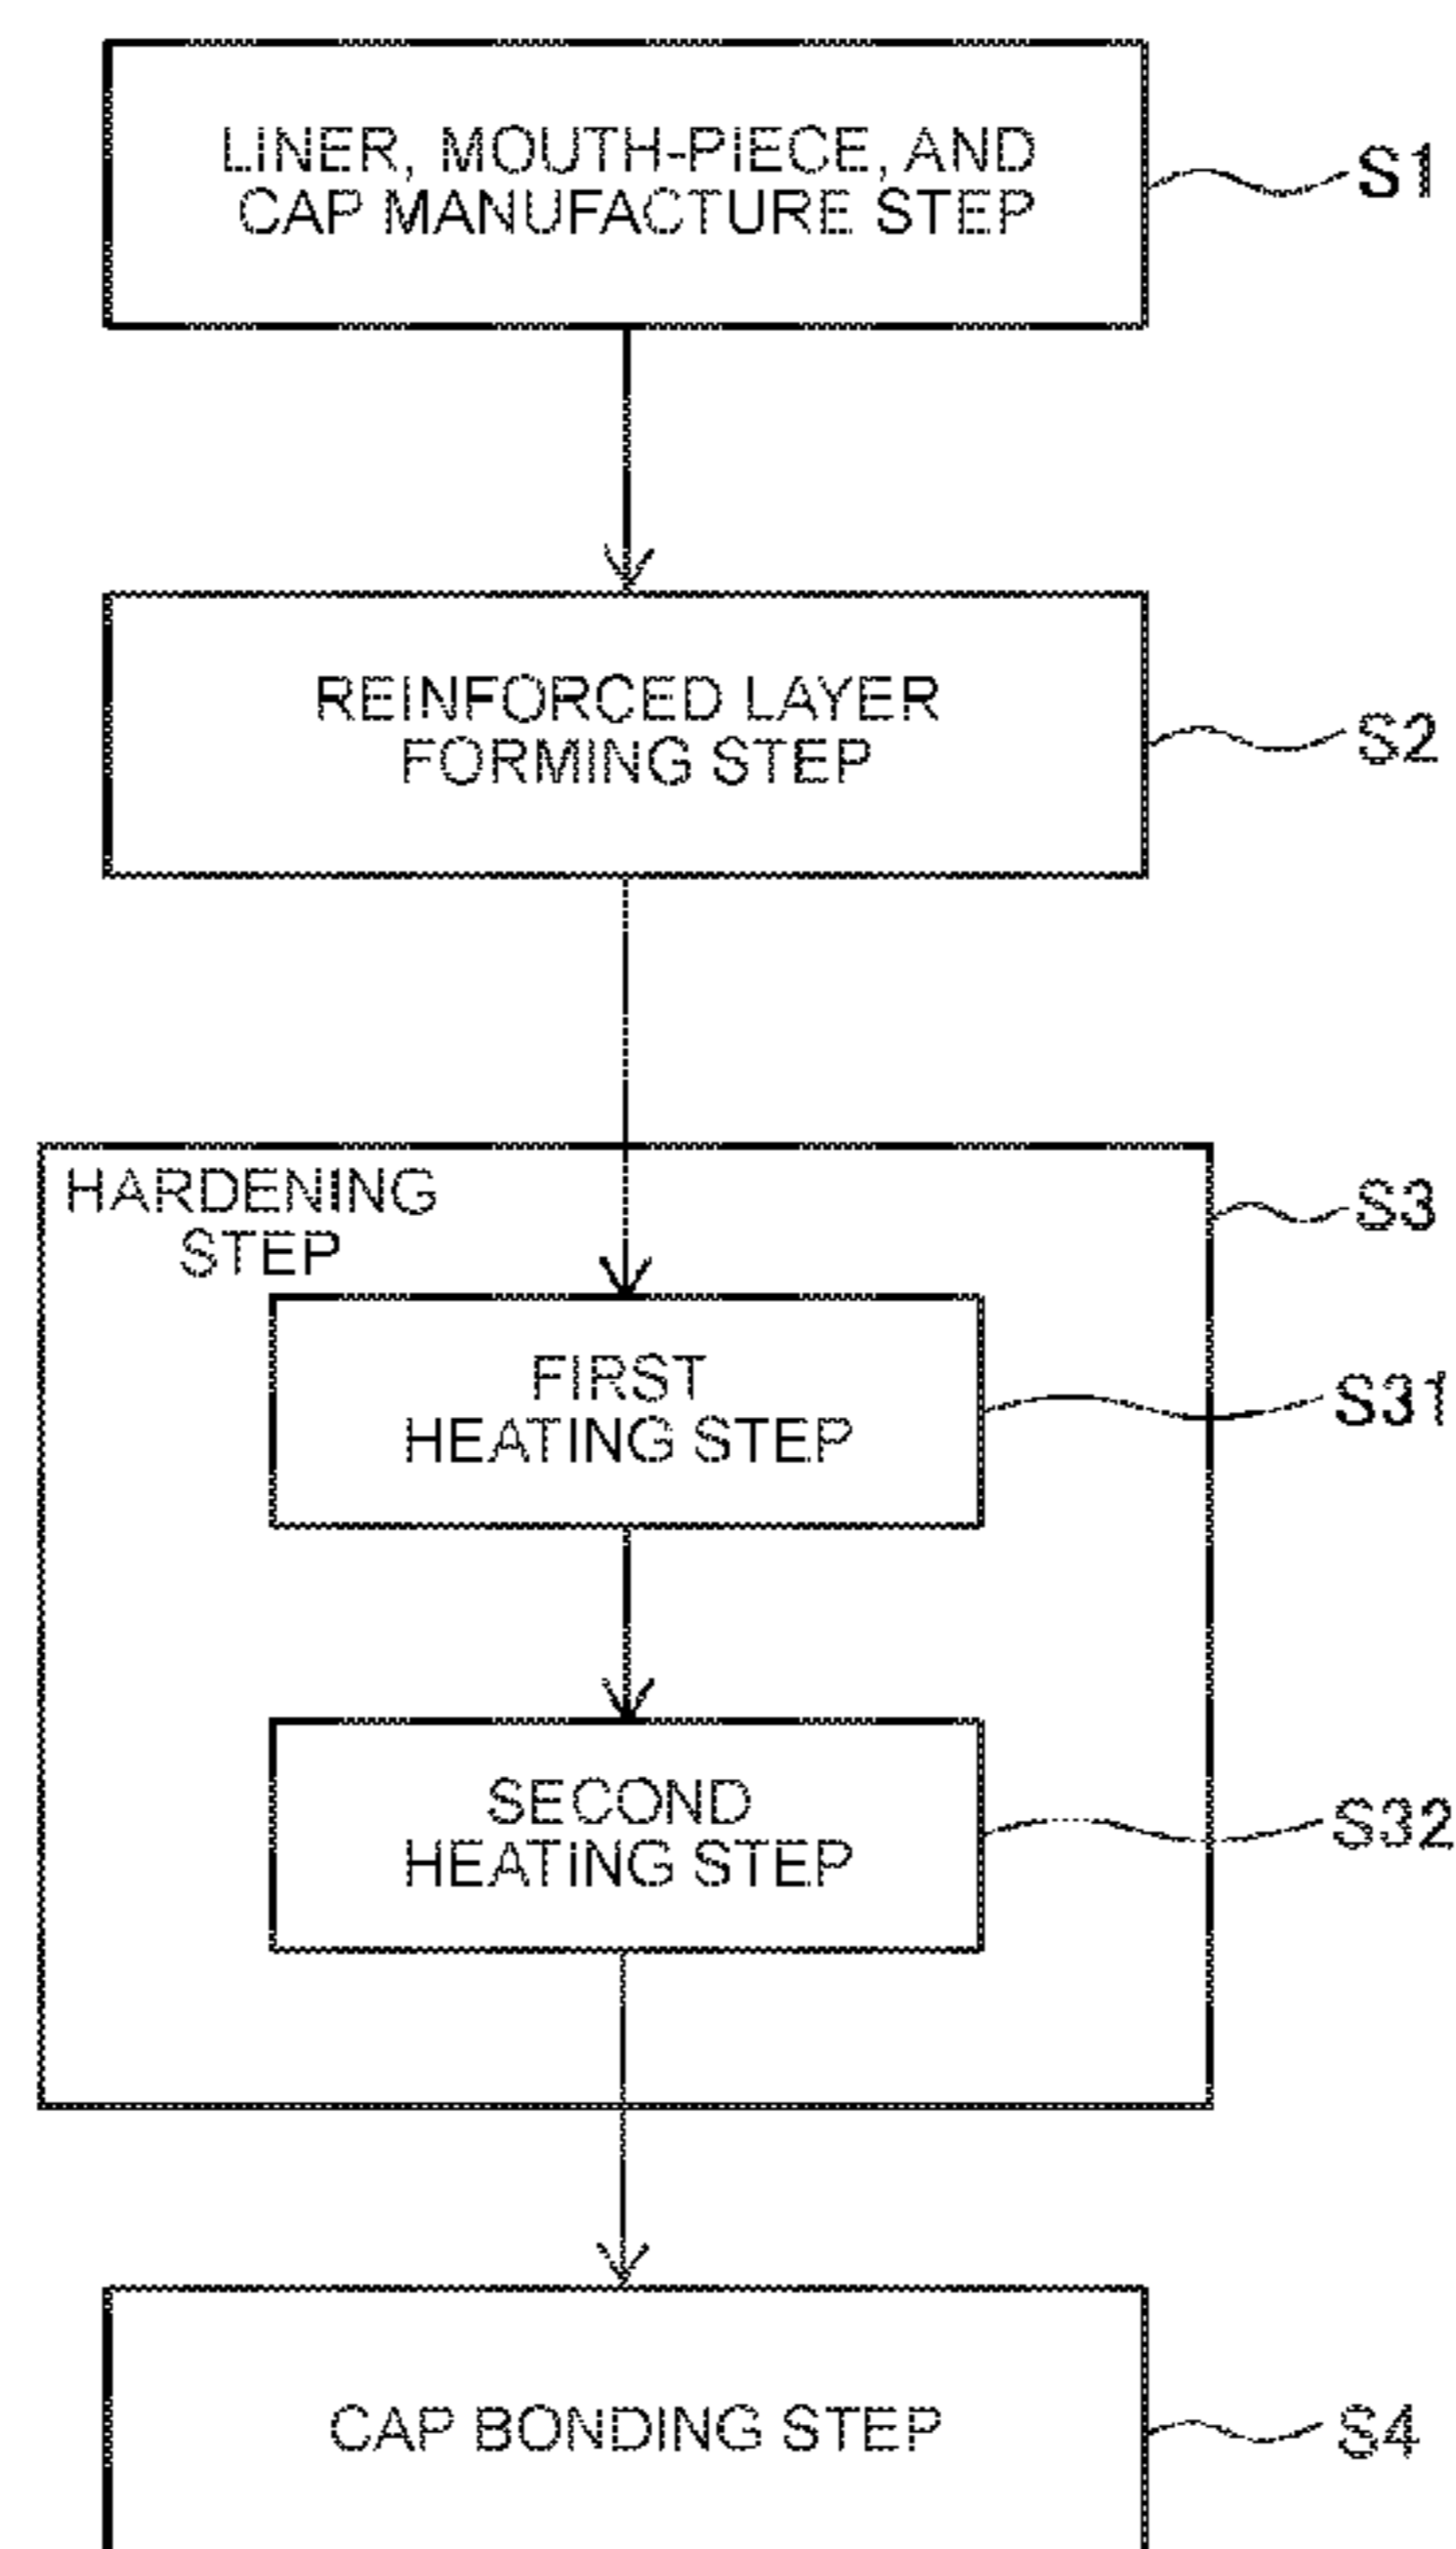 LINER, MOUTH-PIECE, AND
CAP MANUFACTURE STEP
S1
REINFORCED LAYER
FORMING STEP
S2
HARDENING
STEP
S3
FIRST
HEATING STEP
S31
SECOND
HEATING STEP
S32
CAP BONDING STEP
S4